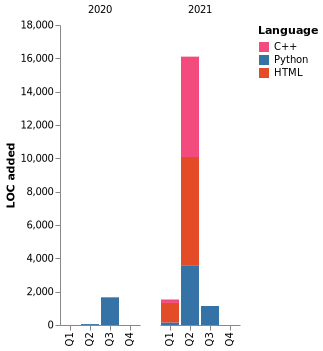 2020 2021
Language
C++
Python
HTML
LOC added
18,000
16,000
14,000
12,000
10,000
8,000
6,000
4,000
2,000
0
Q1 Q2 Q3 Q4 Q1 Q2 Q3 Q4